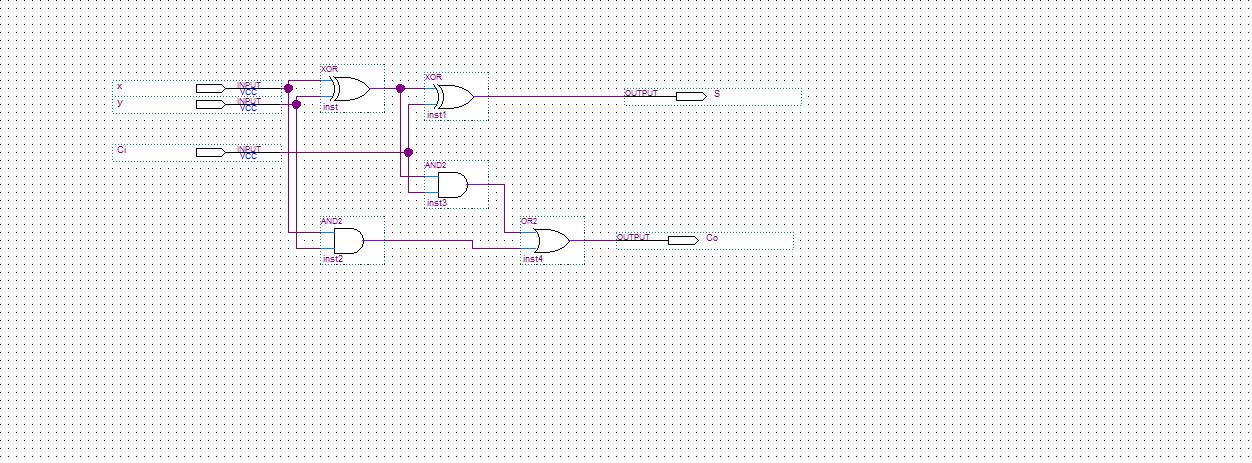 XOR
XOR
x INPUT
VCC
y INPUT
VCC
OUTPUT S
inst
inst1
Ci INPUT
VCC
AND2
inst3
AND2
OR2
OUTPUT Co
inst2
inst4